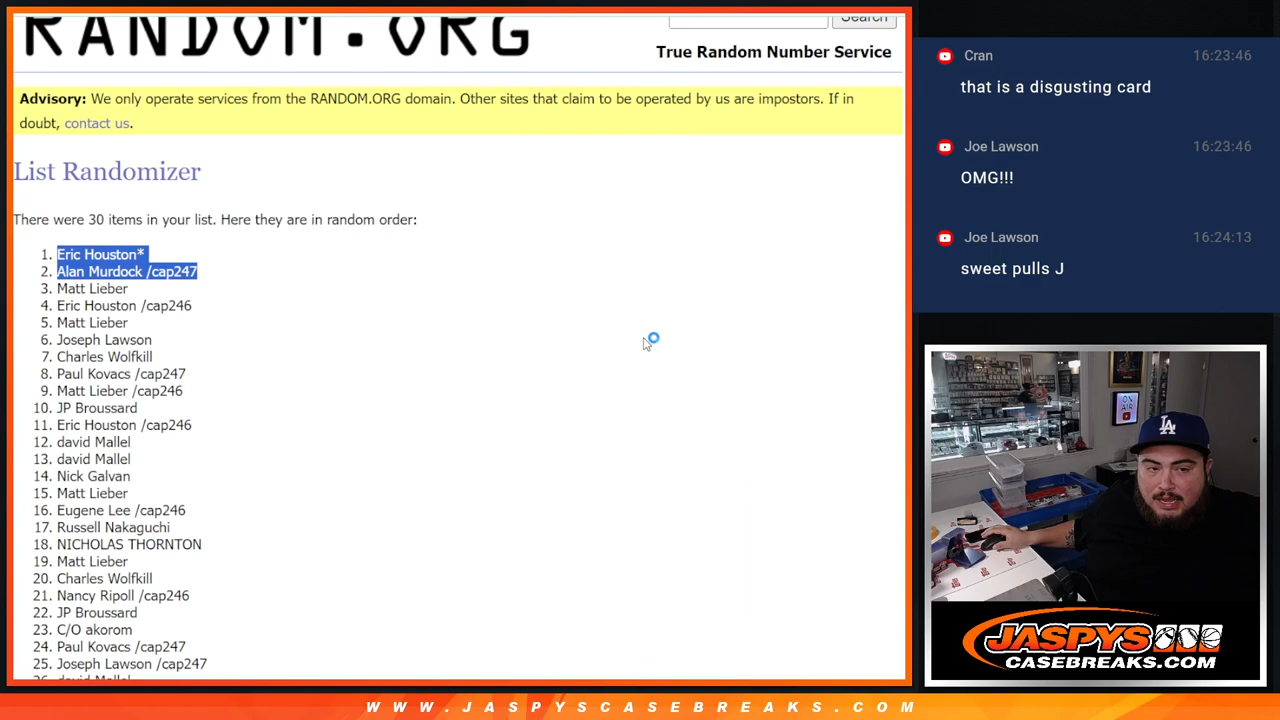 RANDOM.ORG
Search
True Random Number Service
Advisory: We only operate services from the RANDOM.ORG domain. Other sites that claim to be operated by us are impostors. If in
doubt, contact us.
List Randomizer
There were 30 items in your list. Here they are in random order:
1. Eric Houston*
2. Alan Murdock /cap247
3. Matt Lieber
4. Eric Houston /cap246
5. Matt Lieber
6. Joseph Lawson
7. Charles Wolfkill
8. Paul Kovacs /cap247
9. Matt Lieber /cap246
10. JP Broussard
11. Eric Houston /cap246
12. david Mallel
13. david Mallel
14. Nick Galvan
15. Matt Lieber
16. Eugene Lee /cap246
17. Russell Nakaguchi
18. NICHOLAS THORNTON
19. Matt Lieber
20. Charles Wolfkill
21. Nancy Ripoll /cap246
22. JP Broussard
23. C/O akorom
24. Paul Kovacs /cap247
25. Joseph Lawson /cap247
26. david Mallel
Cran 16:23:46
that is a disgusting card
Joe Lawson 16:23:46
OMG!!!
Joe Lawson 16:24:13
sweet pulls J
ON
AIR
LA
JASPYS
CASEBREAKS.COM
WWW.JASPYSCASEBREAKS.COM